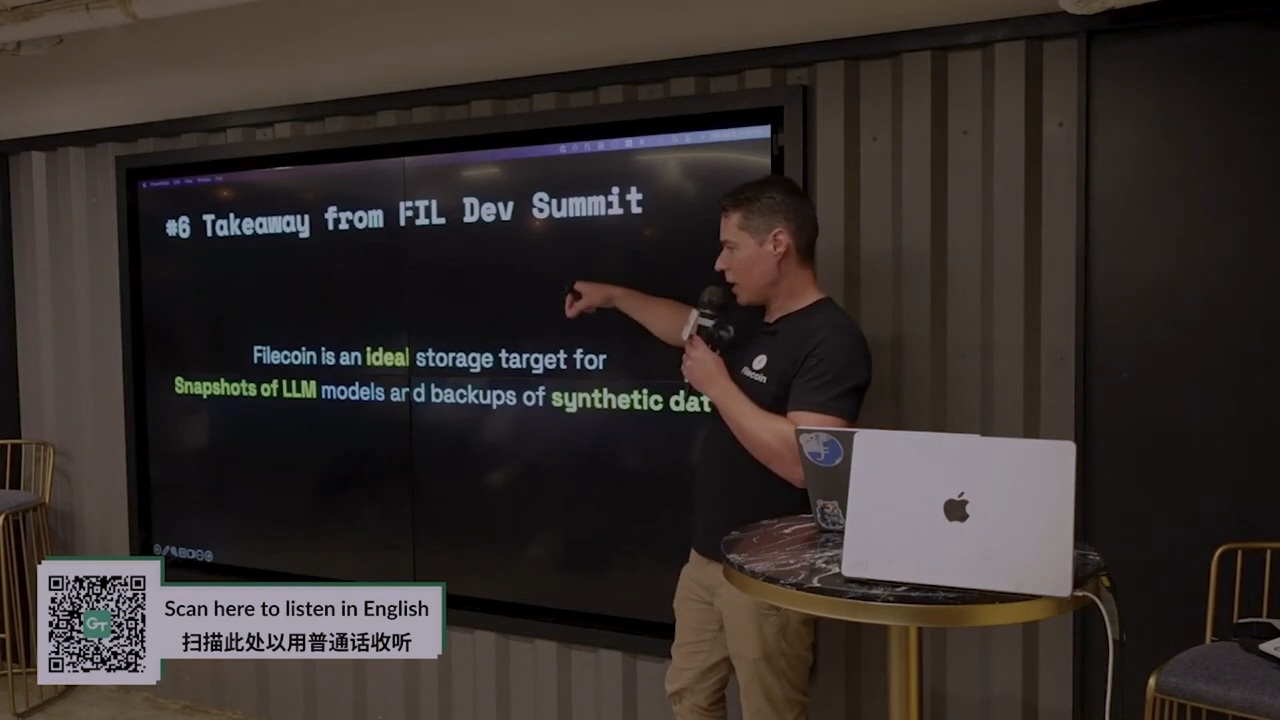 #6 Takeaway from FIL Dev Summit
Filecoin is an ideal storage target for
Snapshots of LLM models and backups of synthetic dat
Filecoin
GT
Scan here to listen in English
扫描此处以用普通话收听